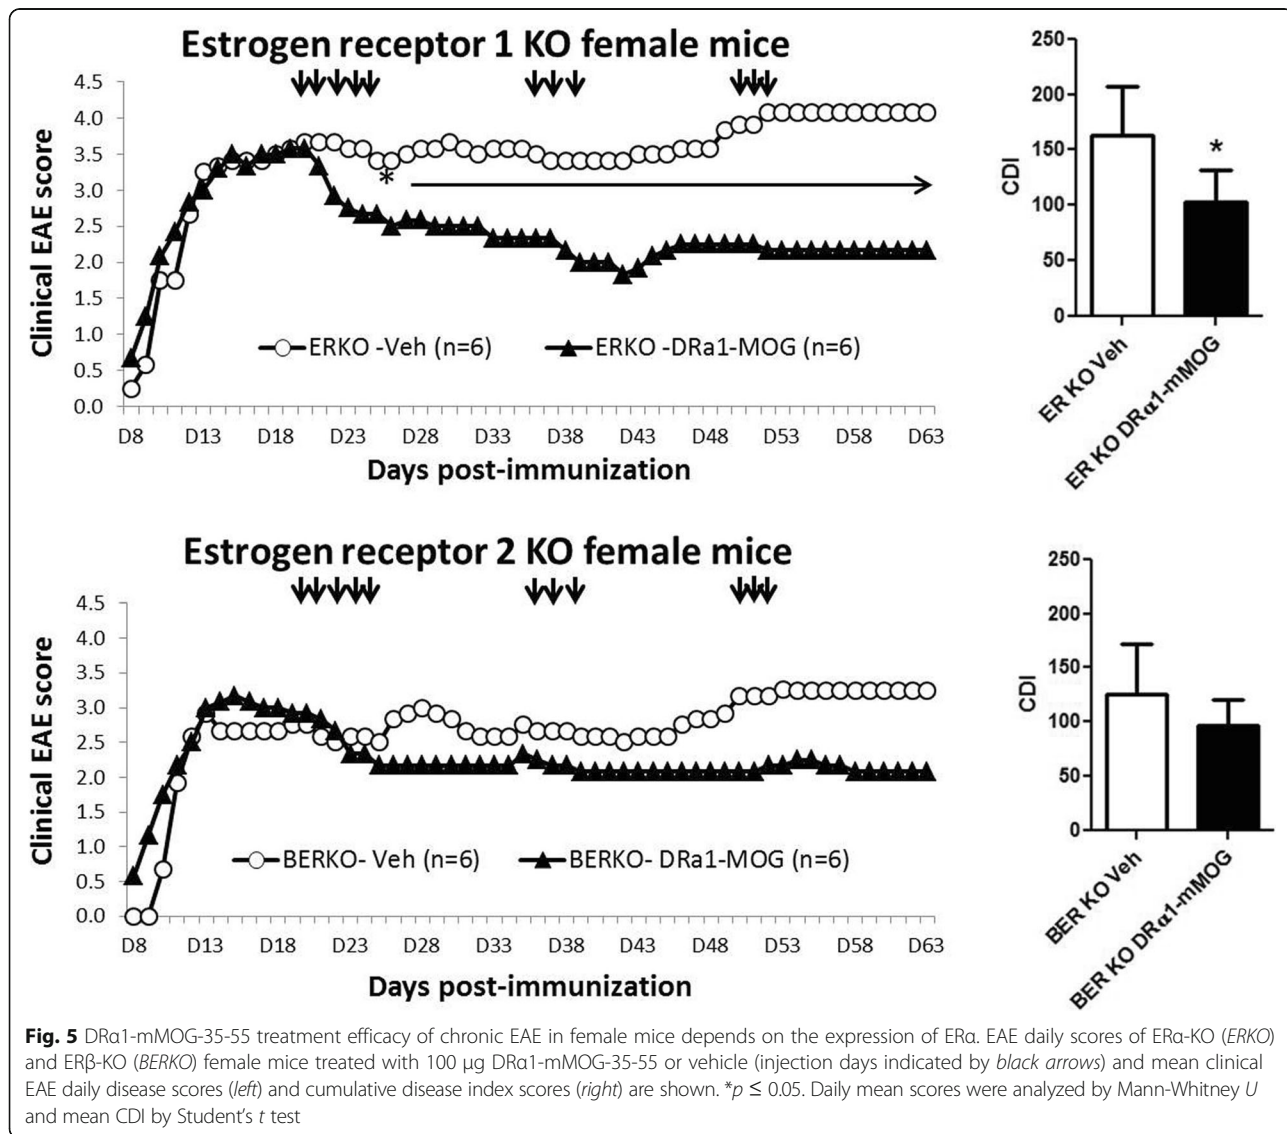 Estrogen receptor 1 KO female mice
4.5
4.0
3.5
3.0
2.5
2.0
1.5
1.0
0.5
0.0
Clinical EAE score
*
ERKO -Veh (n=6)
ERKO -DRa1-MOG (n=6)
D8 D13 D18 D23 D28 D33 D38 D43 D48 D53 D58 D63
Days post-immunization
250
200
150
100
50
0
CDI
*
ER KO Veh
ER KO DRα1-mMOG
Estrogen receptor 2 KO female mice
4.5
4.0
3.5
3.0
2.5
2.0
1.5
1.0
0.5
0.0
Clinical EAE score
BERKO- Veh (n=6)
BERKO- DRa1-MOG (n=6)
D8 D13 D18 D23 D28 D33 D38 D43 D48 D53 D58 D63
Days post-immunization
250
200
150
100
50
0
CDI
BER KO Veh
BER KO DRα1-mMOG
Fig. 5 DRα1-mMOG-35-55 treatment efficacy of chronic EAE in female mice depends on the expression of ERα. EAE daily scores of ERα-KO (ERKO)
and ERβ-KO (BERKO) female mice treated with 100 μg DRα1-mMOG-35-55 or vehicle (injection days indicated by black arrows) and mean clinical
EAE daily disease scores (left) and cumulative disease index scores (right) are shown. *p ≤ 0.05. Daily mean scores were analyzed by Mann-Whitney U
and mean CDI by Student's t test